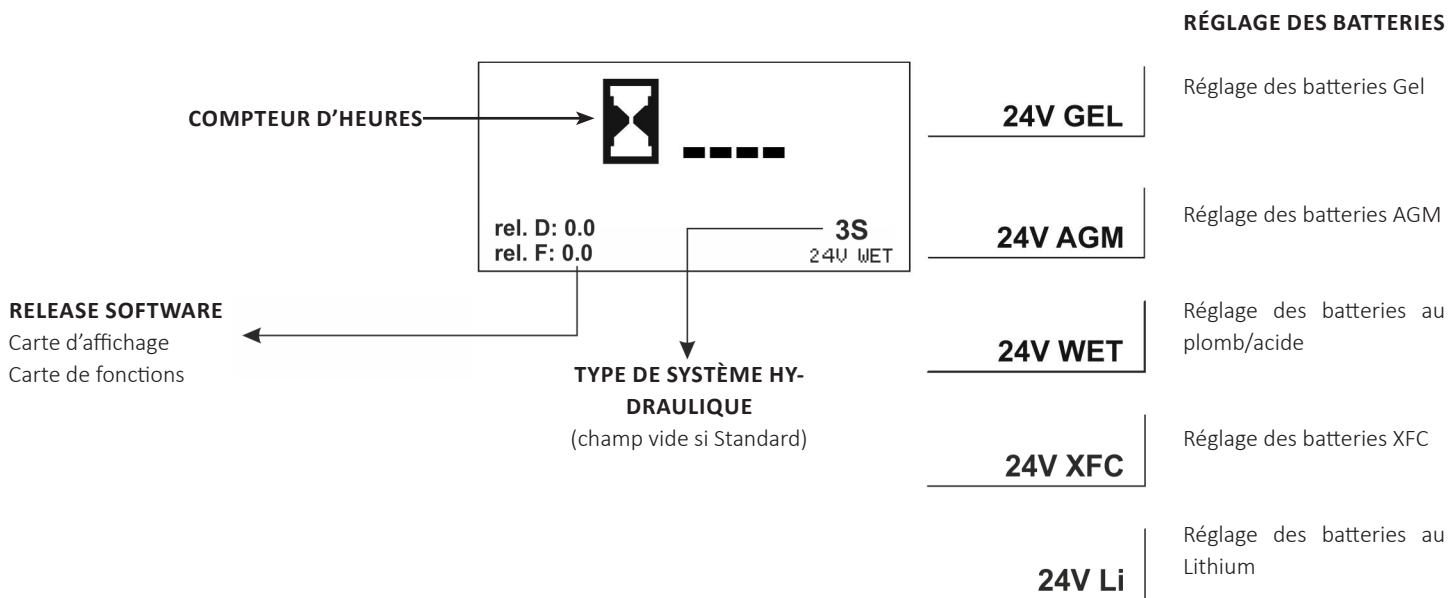 RÉGLAGE DES BATTERIES
COMPTEUR D'HEURES
rel. D: 0.0
rel. F: 0.0
3S
24V WET
RELEASE SOFTWARE
Carte d'affichage
Carte de fonctions
TYPE DE SYSTÈME HY-
DRAULIQUE
(champ vide si Standard)
24V GEL
Réglage des batteries Gel
24V AGM
Réglage des batteries AGM
24V WET
Réglage des batteries au
plomb/acide
24V XFC
Réglage des batteries XFC
24V Li
Réglage des batteries au
Lithium